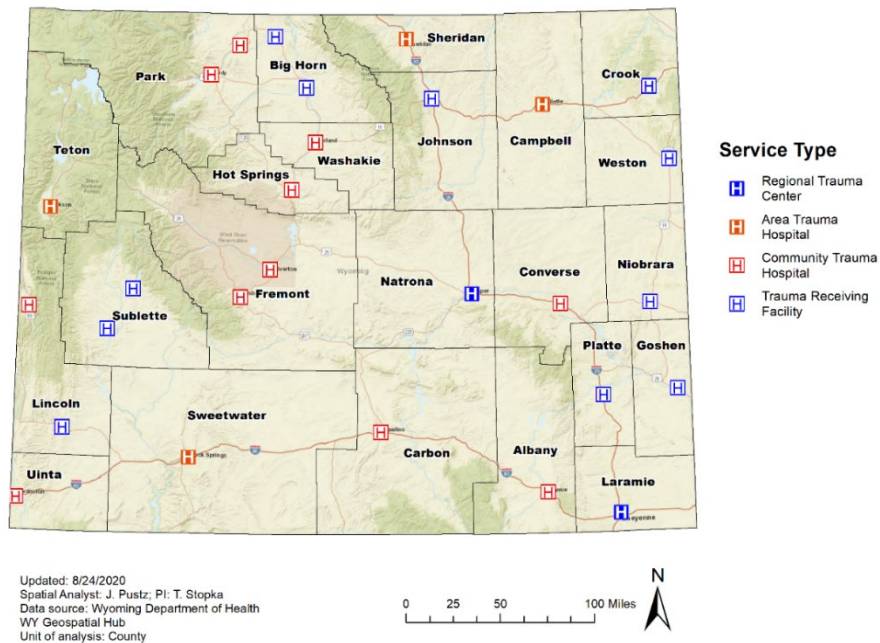 Sheridan
Park
Big Horn
Crook
Johnson
Campbell
Teton
Washakie
Weston
Hot Springs
Wyoming
Natrona
Converse
Niobrara
Fremont
Sublette
Platte
Goshen
Lincoln
Sweetwater
Carbon
Albany
Uinta
Laramie
Service Type
H Regional Trauma
Center
H Area Trauma
Hospital
H Community Trauma
Hospital
H Trauma Receiving
Facility
Updated: 8/24/2020
Spatial Analyst: J. Pustz; PI: T. Stopka
Data source: Wyoming Department of Health
WY Geospatial Hub
Unit of analysis: County
0 25 50 100 Miles
N